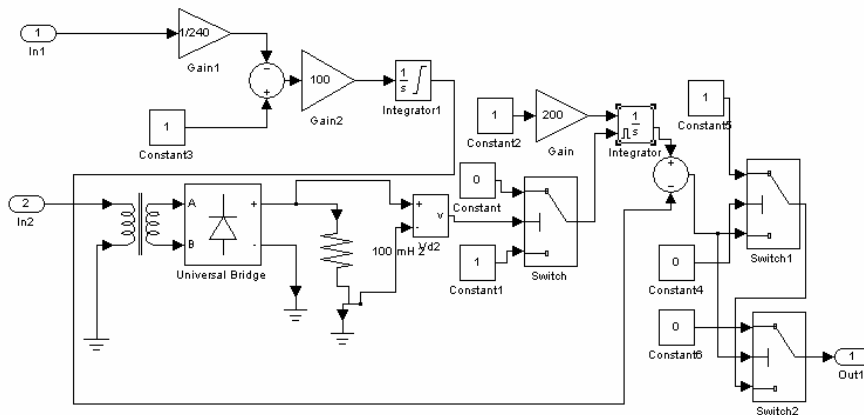 1
In1
1/240
Gain1
-
+
100
Gain2
1
s
Integrator1
1
Constant3
1
Constant2
200
Gain
1
s
Integrator
+
-
1
Constant5
2
In2
A
B
+
-
Universal Bridge
100 mH 2
+
-
v
Vd2
0
Constant
1
Constant1
Switch
0
Constant4
Switch1
0
Constant6
Switch2
1
Out1